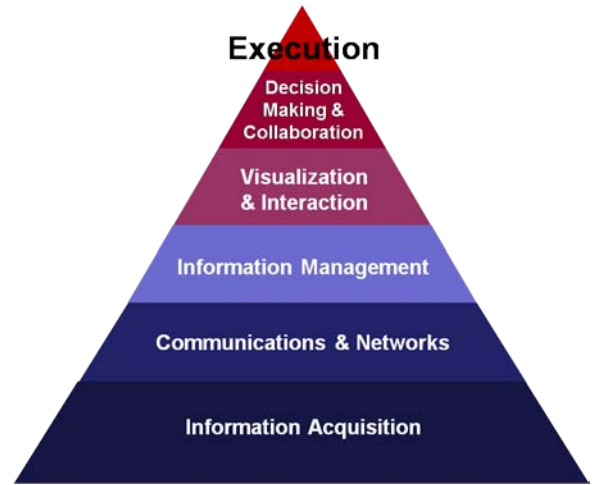 Execution
Decision
Making &
Collaboration
Visualization
& Interaction
Information Management
Communications & Networks
Information Acquisition